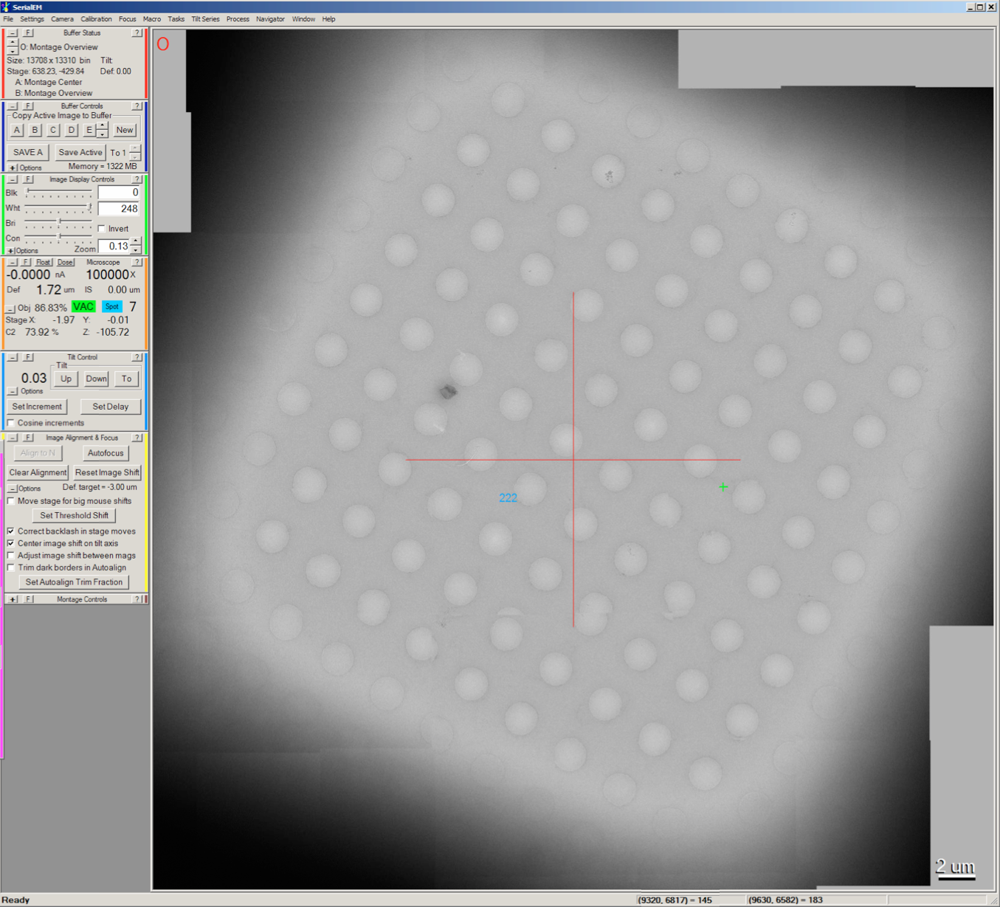 SerialEM
File Settings Camera Calibration Focus Macro Tasks Tilt Series Process Navigator Window Help
– F Buffer Status ?
O: Montage Overview
Size: 13708 x 13310 bin Tilt:
Stage: 638.23, -429.84 Def: 0.00
A: Montage Center
B: Montage Overview
– F Buffer Controls ?
Copy Active Image to Buffer
A B C D E New
SAVE A Save Active To 1
+ Options Memory = 1322 MB
– F Image Display Controls ?
Blk 0
Wht 248
Bri
Invert
Con
+ Options Zoom 0.13
– F Float Dose Microscope ?
-0.0000 nA 100000 X
Def 1.72 um IS 0.00 um
– Obj 86.83% VAC Spot 7
Stage X: -1.97 Y: -0.01
C2 73.92 % Z: -105.72
– F Tilt Control ?
Tilt
0.03 Up Down To
– Options
Set Increment Set Delay
Cosine increments
– F Image Alignment & Focus ?
Align to N Autofocus
Clear Alignment Reset Image Shift
– Options Def. target = -3.00 um
Move stage for big mouse shifts
Set Threshold Shift
Correct backlash in stage moves
Center image shift on tilt axis
Adjust image shift between mags
Trim dark borders in Autoalign
Set Autoalign Trim Fraction
+ F Montage Controls ?
O
222
2 um
Ready (9320, 6817) = 145 (9630, 6582) = 183